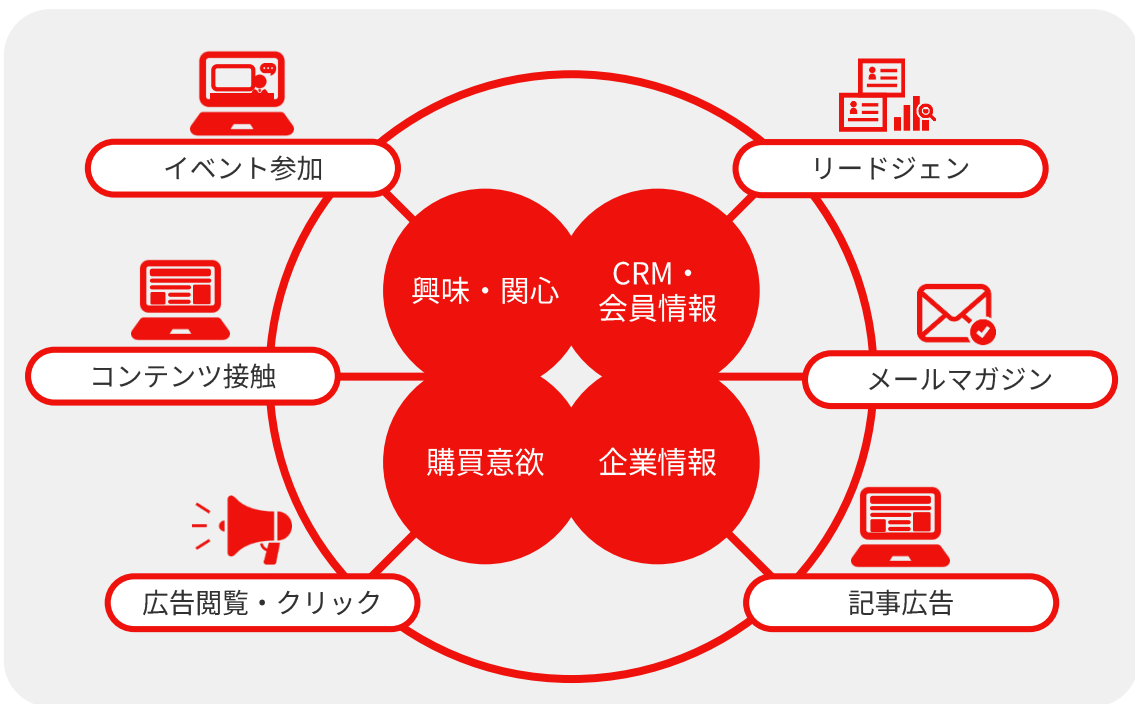 イベント参加
リードジェン
興味・関心
CRM・
会員情報
コンテンツ接触
メールマガジン
購買意欲
企業情報
広告閲覧・クリック
記事広告